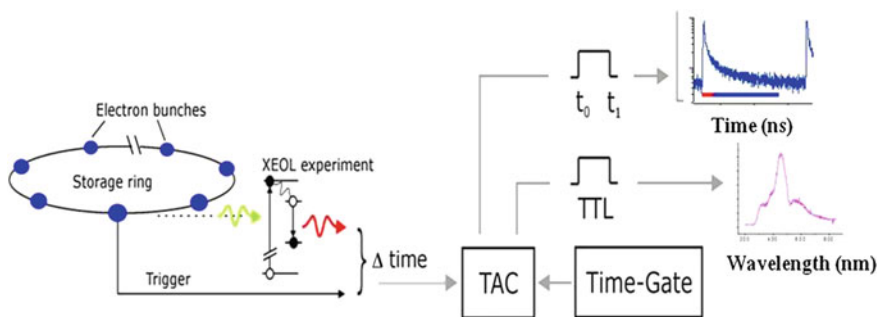 Electron bunches
Storage ring
XEOL experiment
Trigger
Δ time
TAC
Time-Gate
t0 t1
TTL
Time (ns)
Wavelength (nm)